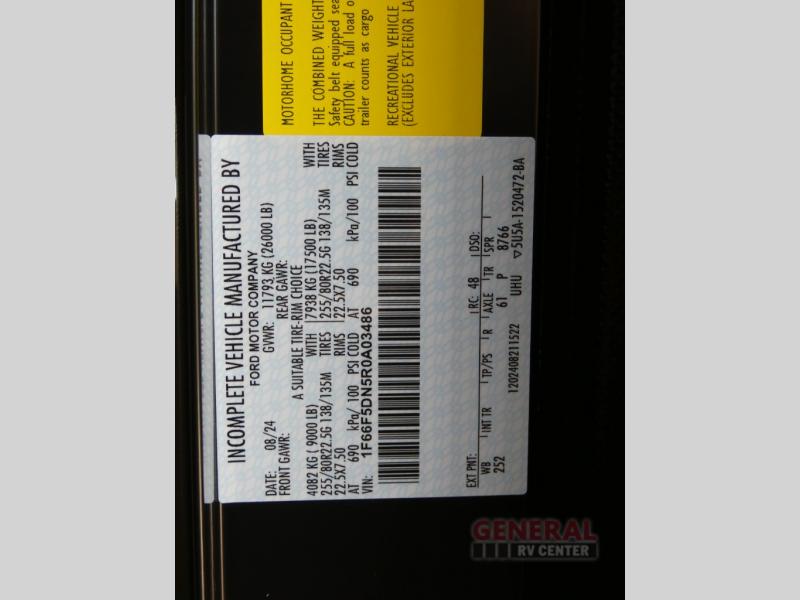 MOTORHOME OCCUPANT
THE COMBINED WEIGHT
Safety belt equipped sea
CAUTION: A full load o
trailer counts as cargo
RECREATIONAL VEHICLE
(EXCLUDES EXTERIOR LA
INCOMPLETE VEHICLE MANUFACTURED BY
FORD MOTOR COMPANY
DATE: 08/24 GVWR: 11793 KG (26000 LB)
FRONT GAWR: REAR GAWR:
A SUITABLE TIRE-RIM CHOICE
4082 KG ( 9000 LB) WITH 7938 KG (17500 LB) WITH
255/80R22.5G 138/135M TIRES 255/80R22.5G 138/135M TIRES
22.5X7.50 RIMS 22.5X7.50 RIMS
AT 690 kPa/ 100 PSI COLD AT 690 kPa/100 PSI COLD
VIN: 1F66F5DN5R0A03486
EXT PNT: RC: 48 DSO:
WB INT TR TP/PS R AXLE TR SPR
252 61 P 8766
1202408211522 UHU ▽5U5A-1520472-BA
GENERAL
RV CENTER